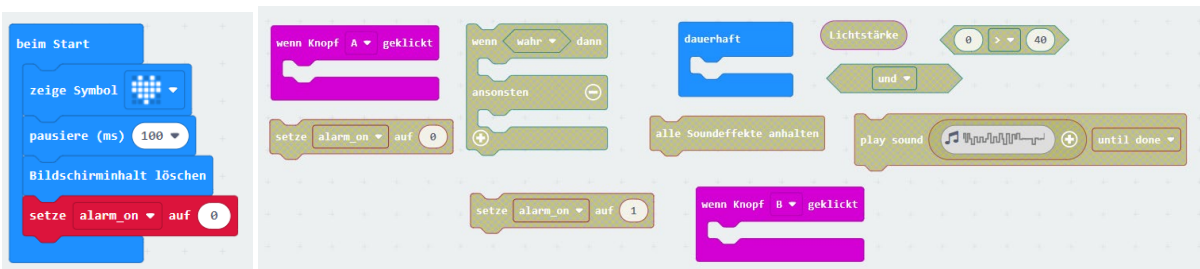 beim Start
zeige Symbol
pausiere (ms) 100
Bildschirminhalt löschen
setze alarm_on auf 0
wenn Knopf A geklickt
setze alarm_on auf 0
wenn wahr dann
ansonsten
dauerhaft
Lichtstärke
0 > 40
und
alle Soundeffekte anhalten
play sound until done
setze alarm_on auf 1
wenn Knopf B geklickt